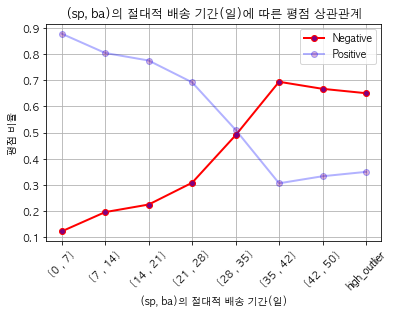 (sp, ba)의 절대적 배송 기간(일)에 따른 평점 상관관계
Negative
Positive
평점 비율
0.9
0.8
0.7
0.6
0.5
0.4
0.3
0.2
0.1
(0 , 7)
(7 , 14)
(14 , 21)
(21 , 28)
(28 , 35)
(35 , 42)
(42 , 50)
hgh_outlier
(sp, ba)의 절대적 배송 기간(일)